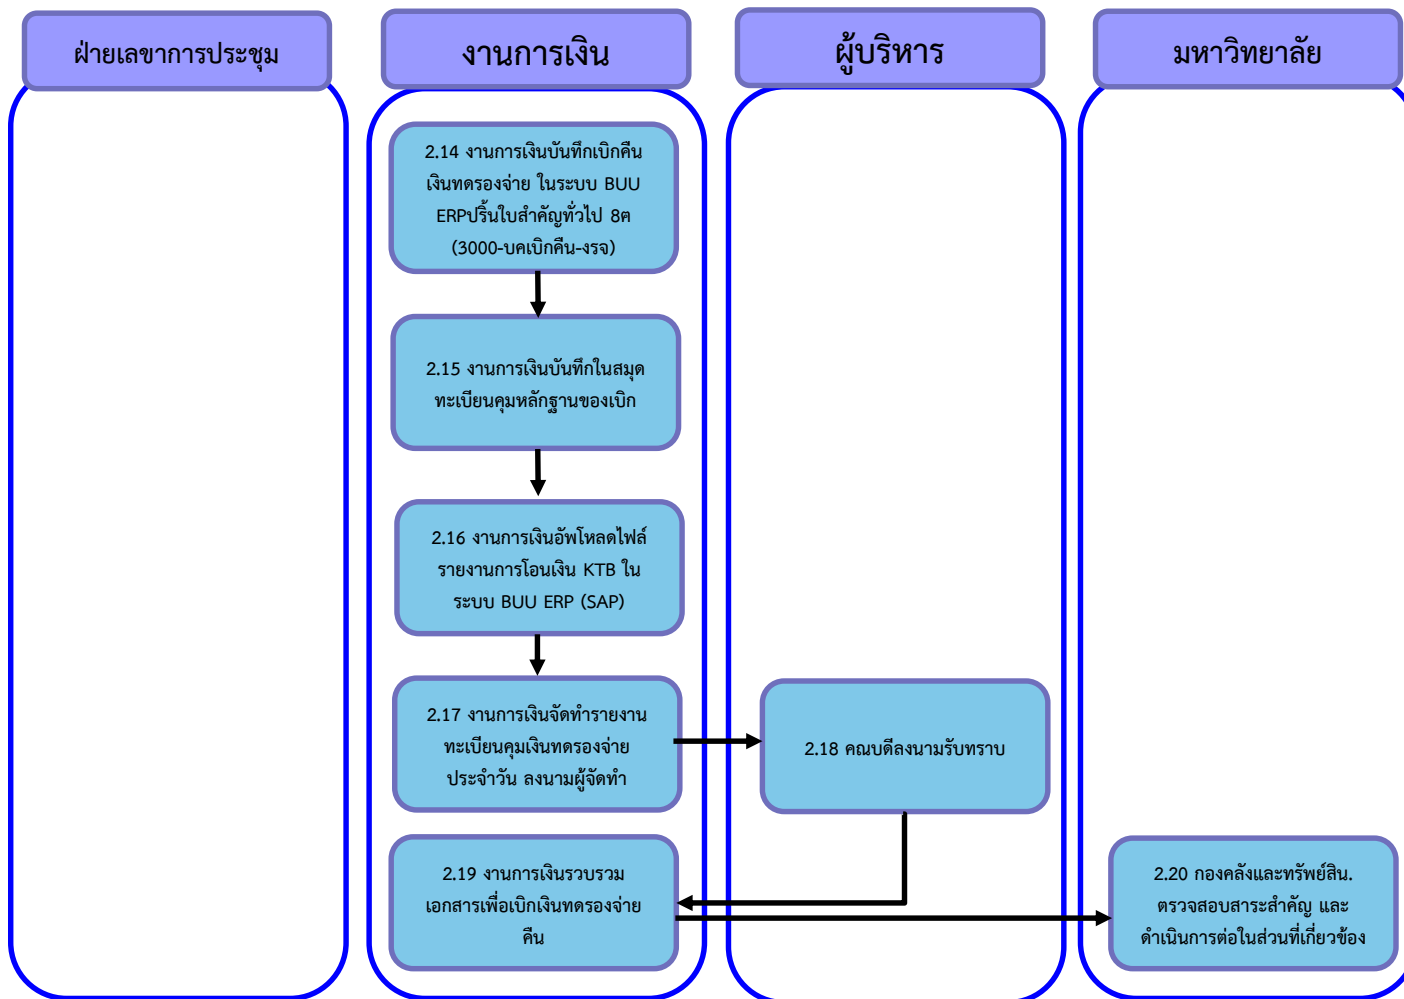 ฝ่ายเลขาการประชุม
งานการเงิน
ผู้บริหาร
มหาวิทยาลัย
2.14 งานการเงินบันทึกเบิกคืน
เงินทดรองจ่าย ในระบบ BUU
ERPปริ้นใบสำคัญทั่วไป 8ฅ
(3000-บคเบิกคืน-งรจ)
2.15 งานการเงินบันทึกในสมุด
ทะเบียนคุมหลักฐานของเบิก
2.16 งานการเงินอัพโหลดไฟล์
รายงานการโอนเงิน KTB ใน
ระบบ BUU ERP (SAP)
2.17 งานการเงินจัดทำรายงาน
ทะเบียนคุมเงินทดรองจ่าย
ประจำวัน ลงนามผู้จัดทำ
2.18 คณบดีลงนามรับทราบ
2.19 งานการเงินรวบรวม
เอกสารเพื่อเบิกเงินทดรองจ่าย
คืน
2.20 กองคลังและทรัพย์สิน.
ตรวจสอบสาระสำคัญ และ
ดำเนินการต่อในส่วนที่เกี่ยวข้อง